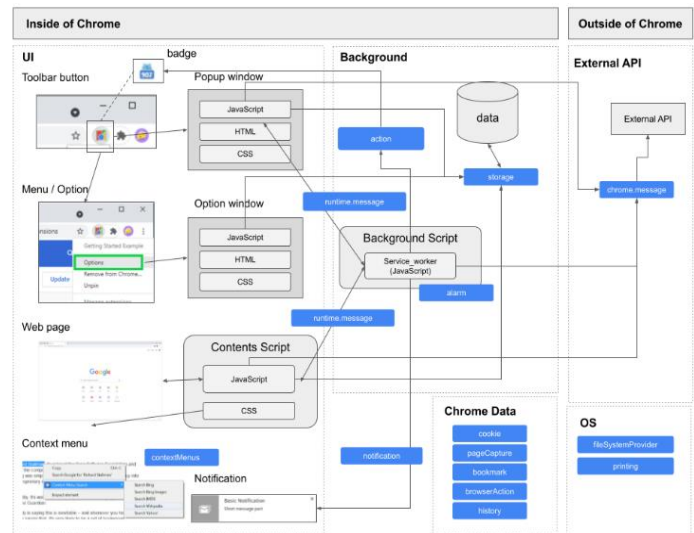 Inside of Chrome
Outside of Chrome
UI
badge
Toolbar button
Popup window
JavaScript
HTML
CSS
Menu / Option
Option window
Getting Started Example
Options
Remove from Chrome...
Unpin
Update
JavaScript
HTML
CSS
Web page
Google
Contents Script
JavaScript
CSS
Context menu
contextMenus
Notification
Basic Notification
Background
data
action
storage
runtime.message
Background Script
Service_worker
(JavaScript)
alarm
runtime.message
notification
Chrome Data
cookie
pageCapture
bookmark
browserAction
history
External API
External API
chrome.message
OS
fileSystemProvider
printing